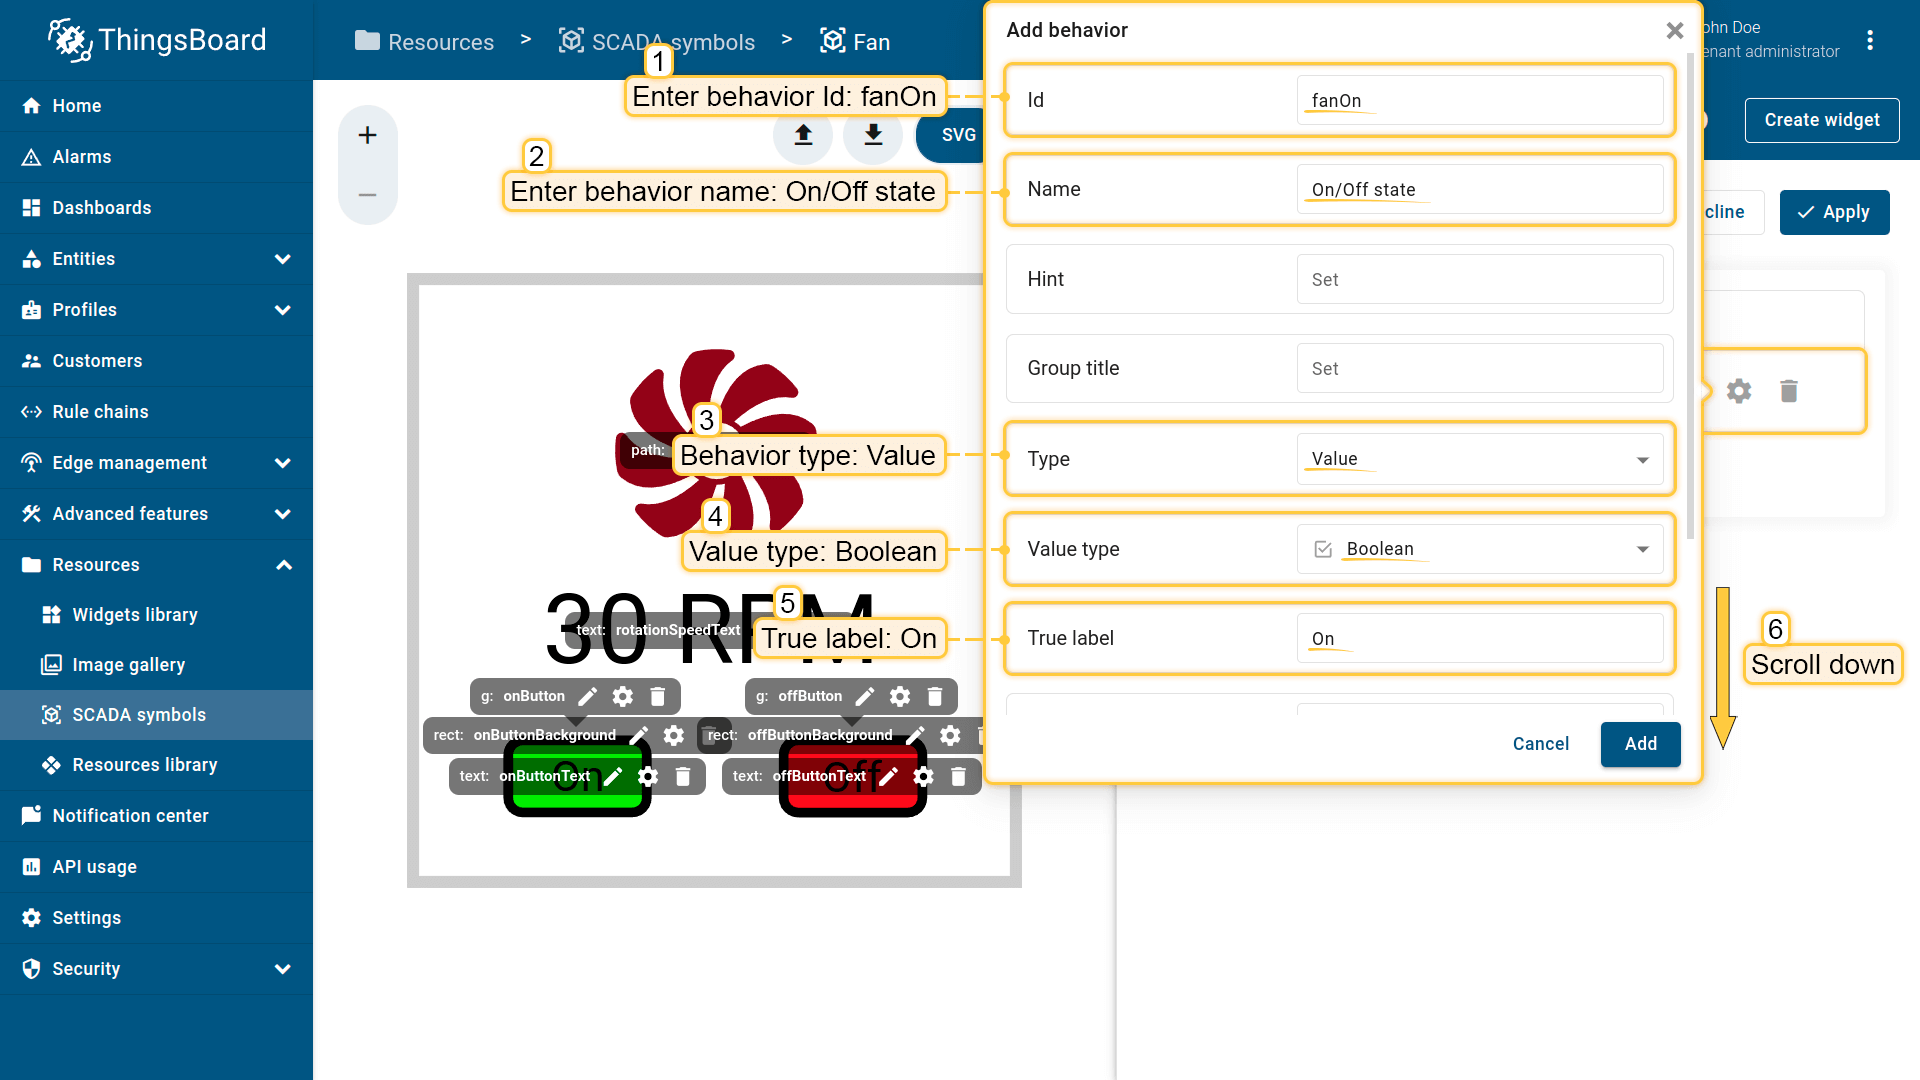 ThingsBoard
Resources > SCADA symbols > Fan
ohn Doe
enant administrator
Create widget
cline
Apply
Home
Alarms
Dashboards
Entities
Profiles
Customers
Rule chains
Edge management
Advanced features
Resources
Widgets library
Image gallery
SCADA symbols
Resources library
Notification center
API usage
Settings
Security
+
−
SVG
1
Enter behavior Id: fanOn
2
Enter behavior name: On/Off state
3
Behavior type: Value
path:
4
Value type: Boolean
5
True label: On
30 RPM
text: rotationSpeedText
g: onButton
g: offButton
rect: onButtonBackground
rect: offButtonBackground
text: onButtonText
text: offButtonText
On
Off
Add behavior
Id
fanOn
Name
On/Off state
Hint
Set
Group title
Set
Type
Value
Value type
Boolean
True label
On
Cancel
Add
6
Scroll down